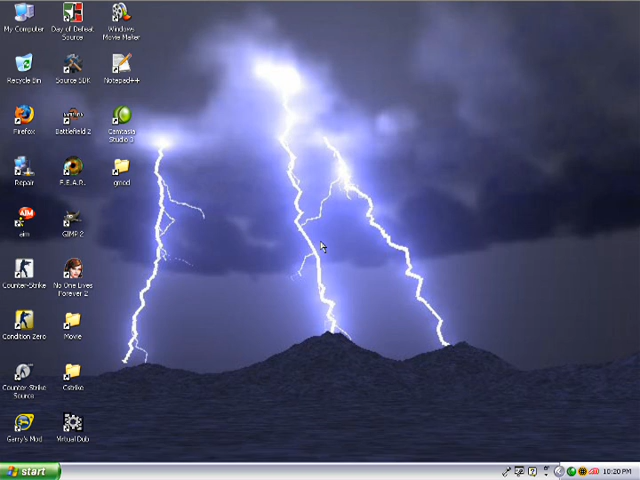 My Computer
Day of Defeat
Source
Windows
Movie Maker
Recycle Bin
Source SDK
Notepad++
Firefox
Battlefield 2
Camtasia
Studio 3
Repair
F.E.A.R.
gmod
AIM
aim
GIMP 2
Counter-Strike
No One Lives
Forever 2
Condition Zero
Movie
Counter-Strike
Source
Cstrike
Garry's Mod
Virtual Dub
start
10:20 PM